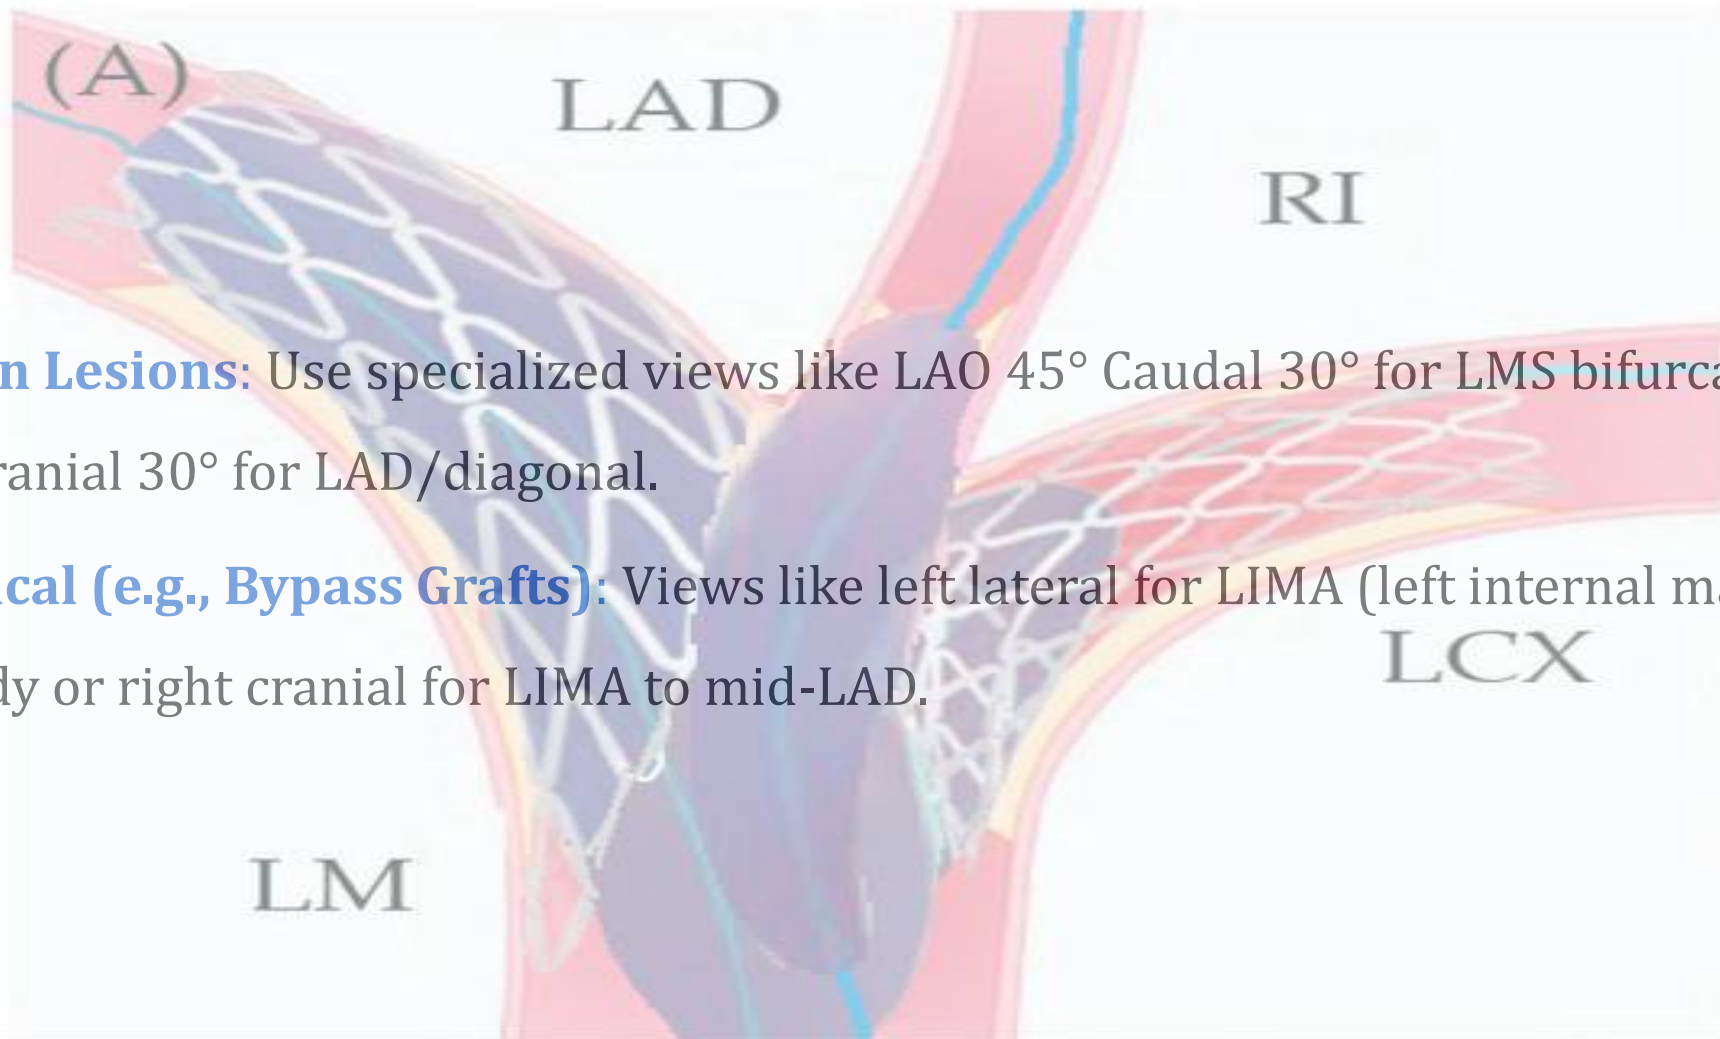 (A)
LAD
RI
n Lesions: Use specialized views like LAO 45° Caudal 30° for LMS bifurca
ranial 30° for LAD/diagonal.
ical (e.g., Bypass Grafts): Views like left lateral for LIMA (left internal ma
dy or right cranial for LIMA to mid-LAD.
LCX
LM